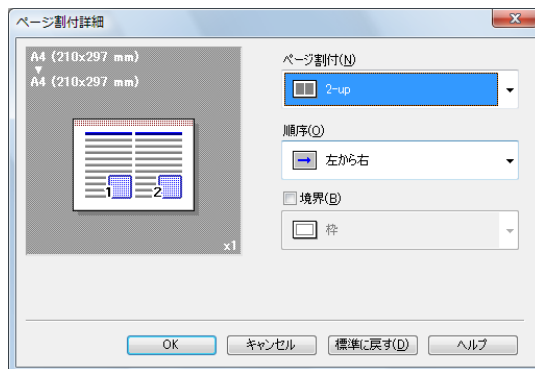 ページ割付詳細
A4 (210x297 mm)
A4 (210x297 mm)
1 2
x1
ページ割付(N)
2-up
順序(O)
左から右
境界(B)
枠
OK キャンセル 標準に戻す(D) ヘルプ